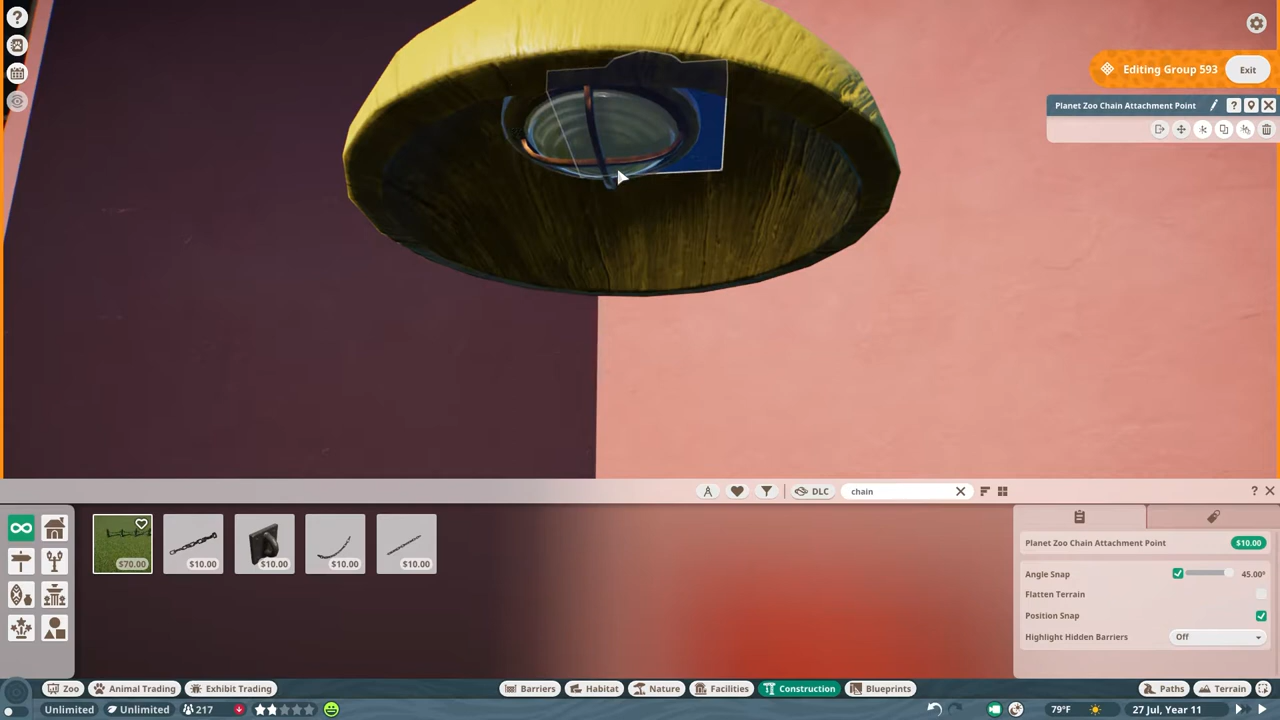 ?
Editing Group 593
Exit
Planet Zoo Chain Attachment Point
?
A
DLC
chain
?
$70.00
$10.00
$10.00
$10.00
$10.00
Planet Zoo Chain Attachment Point
$10.00
Angle Snap
45.00°
Flatten Terrain
Position Snap
Highlight Hidden Barriers
Off
Zoo
Animal Trading
Exhibit Trading
Barriers
Habitat
Nature
Facilities
Construction
Blueprints
Paths
Terrain
Unlimited
Unlimited
217
79°F
27 Jul, Year 11